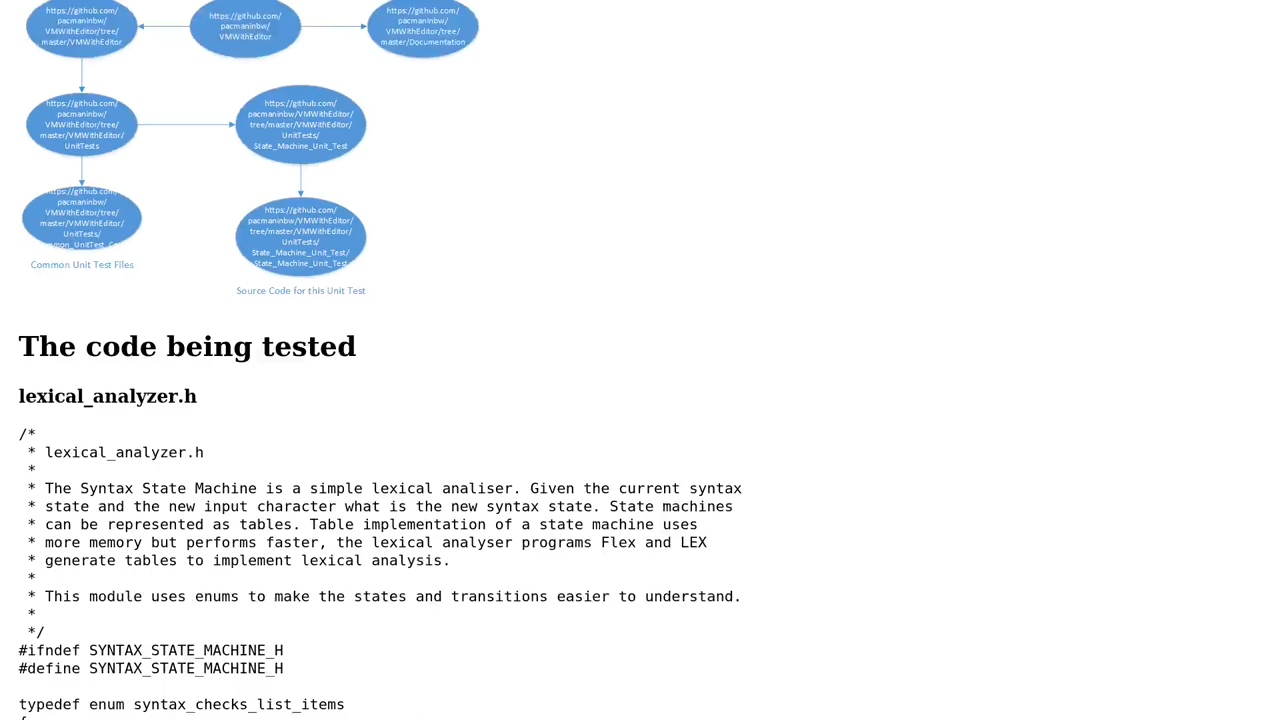 https://github.com/
pacmaninbw/
VMWithEditor/tree/
master/VMWithEditor
https://github.com/
pacmaninbw/
VMWithEditor
https://github.com/
pacmaninbw/
VMWithEditor/tree/
master/Documentation
https://github.com/
pacmaninbw/
VMWithEditor/tree/
master/VMWithEditor/
UnitTests
https://github.com/
pacmaninbw/VMWithEditor/
tree/master/VMWithEditor/
UnitTests/
State_Machine_Unit_Test
https://github.com/
pacmaninbw/
VMWithEditor/tree/
master/VMWithEditor/
UnitTests/
Common Unit Test Files
https://github.com/
pacmaninbw/VMWithEditor/
tree/master/VMWithEditor/
UnitTests/
State_Machine_Unit_Test/
State_Machine_Unit_Test
Source Code for this Unit Test
The code being tested
lexical_analyzer.h
/*
* lexical_analyzer.h
*
* The Syntax State Machine is a simple lexical analiser. Given the current syntax
* state and the new input character what is the new syntax state. State machines
* can be represented as tables. Table implementation of a state machine uses
* more memory but performs faster, the lexical analyser programs Flex and LEX
* generate tables to implement lexical analysis.
*
* This module uses enums to make the states and transitions easier to understand.
*
*/
#ifndef SYNTAX_STATE_MACHINE_H
#define SYNTAX_STATE_MACHINE_H
typedef enum syntax_checks_list_items